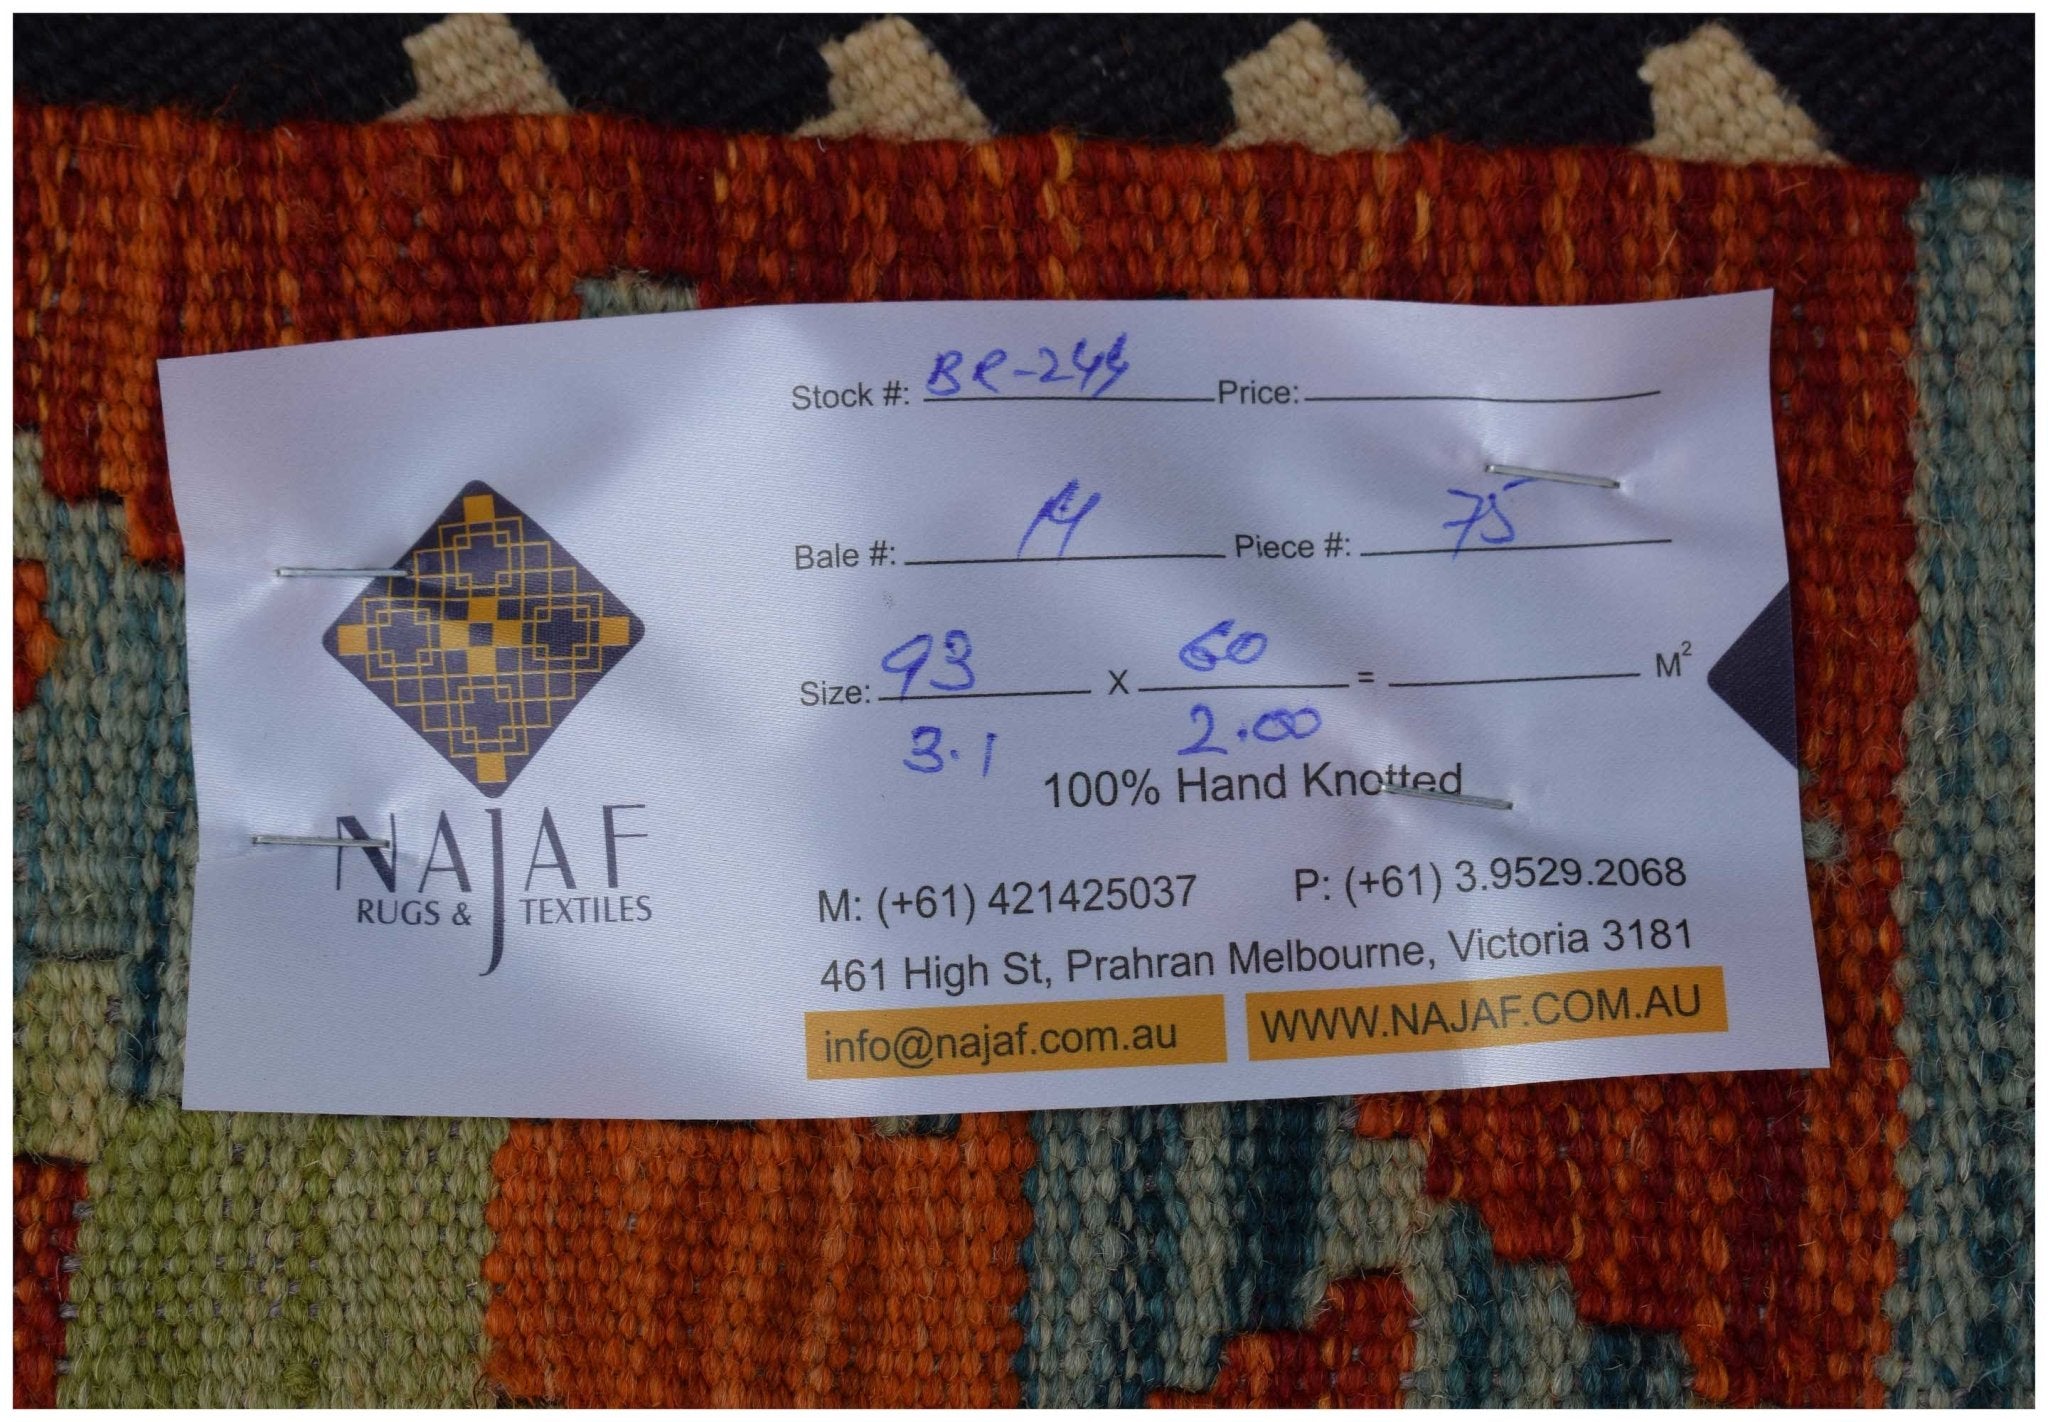 Stock #: BR-244 Price:
Bale #: 14 Piece #: 75
Size: 93 X 60 = M²
3.1 2.00
100% Hand Knotted
NAJAF
RUGS & TEXTILES
M: (+61) 421425037 P: (+61) 3.9529.2068
461 High St, Prahran Melbourne, Victoria 3181
info@najaf.com.au WWW.NAJAF.COM.AU